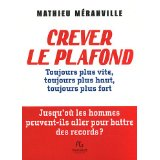 MATHIEU MÉRANVILLE
CREVER
LE PLAFOND
Toujours plus vite,
toujours plus haut,
toujours plus fort
Jusqu'où les hommes
peuvent-ils aller pour battre
des records ?